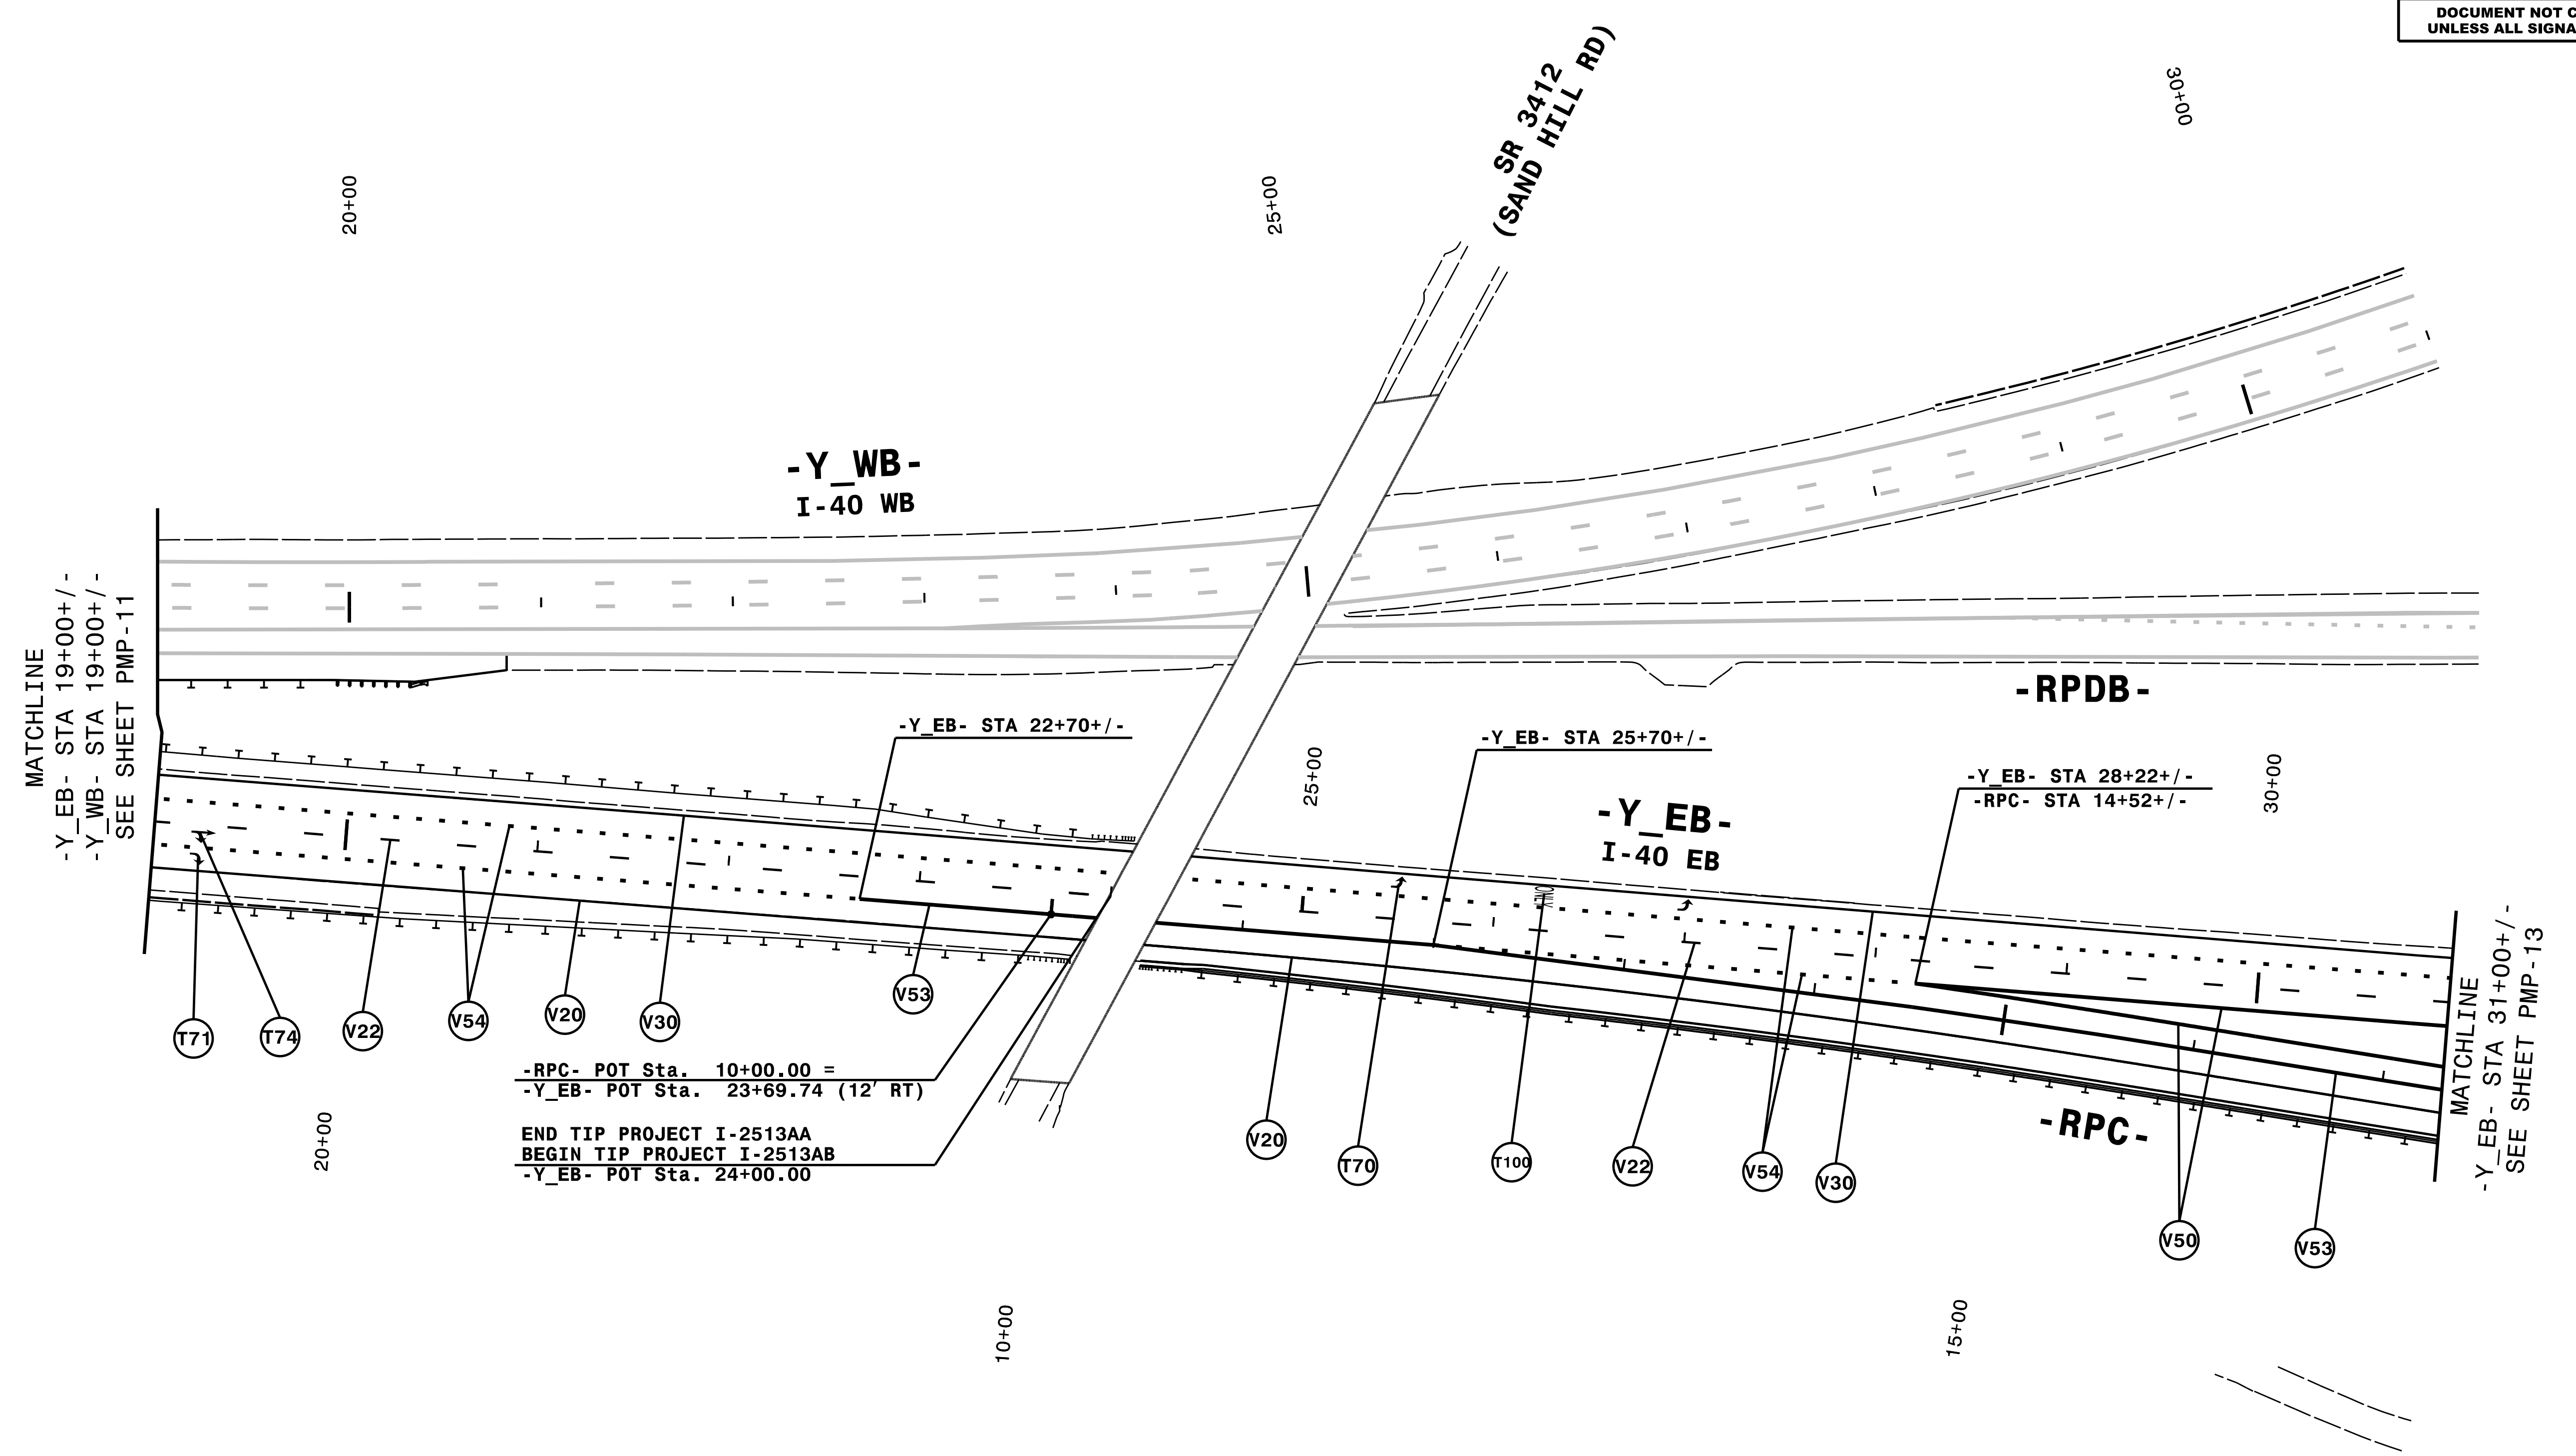 DOCUMENT NOT C
UNLESS ALL SIGNA
SR 3412
(SAND HILL RD)
20+00
25+00
30+00
-Y_WB-
I-40 WB
MATCHLINE
-Y_EB- STA 19+00+/-
-Y_WB- STA 19+00+/-
SEE SHEET PMP-11
-RPDB-
-Y_EB- STA 22+70+/-
-Y_EB- STA 25+70+/-
-Y_EB- STA 28+22+/-
-RPC- STA 14+52+/-
25+00
30+00
-Y_EB-
I-40 EB
T71
T74
V22
V54
V20
V30
V53
-RPC- POT Sta. 10+00.00 =
-Y_EB- POT Sta. 23+69.74 (12' RT)
END TIP PROJECT I-2513AA
BEGIN TIP PROJECT I-2513AB
-Y_EB- POT Sta. 24+00.00
20+00
V20
T70
T100
V22
V54
V30
V50
V53
-RPC-
MATCHLINE
-Y_EB- STA 31+00+/-
SEE SHEET PMP-13
10+00
15+00